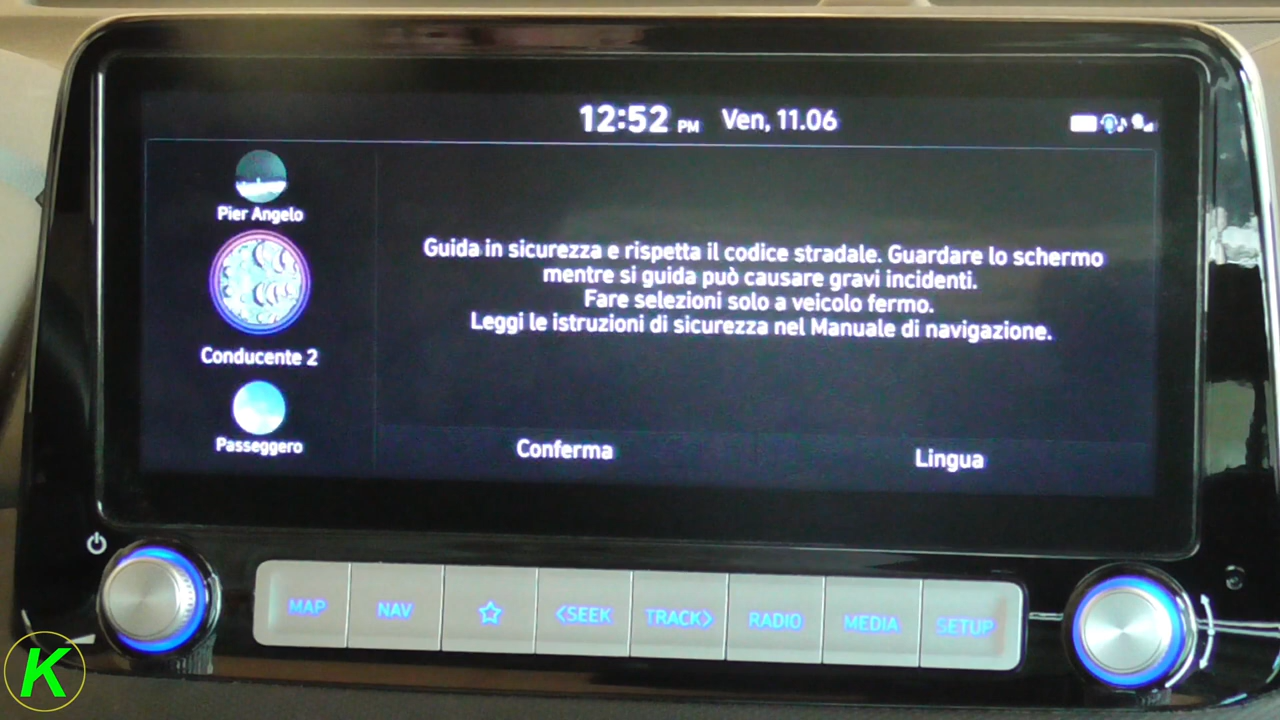 12:52 PM Ven, 11.06
Pier Angelo
Conducente 2
Passeggero
Guida in sicurezza e rispetta il codice stradale. Guardare lo schermo
mentre si guida può causare gravi incidenti.
Fare selezioni solo a veicolo fermo.
Leggi le istruzioni di sicurezza nel Manuale di navigazione.
Conferma Lingua
MAP NAV <SEEK TRACK> RADIO MEDIA SETUP
K